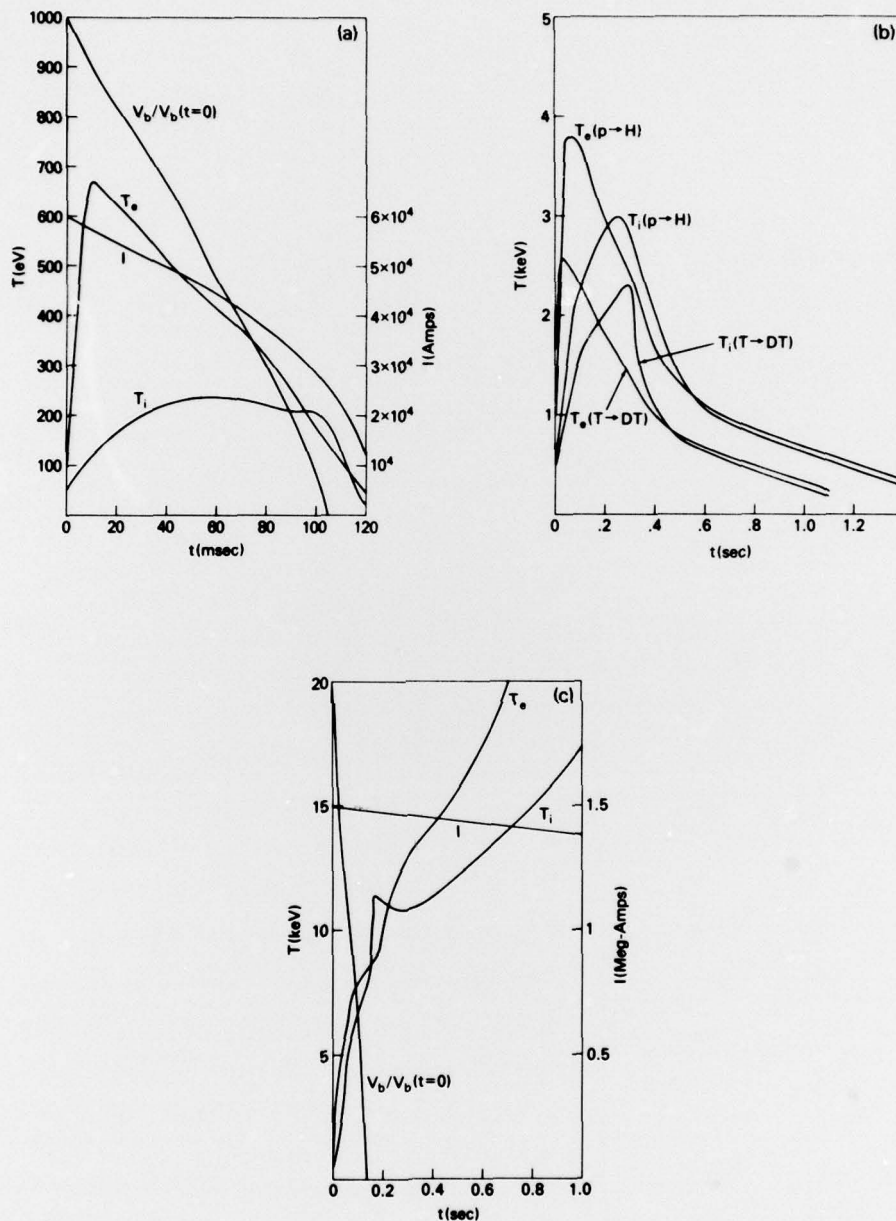 (a)
1000
900
800
700
600
500
400
300
200
100
T(eV)
V_b/V_b(t=0)
T_e
I
T_i
6×10⁴
5×10⁴
4×10⁴
3×10⁴
2×10⁴
10⁴
I (Amps)
0 20 40 60 80 100 120
t(msec)
(b)
5
4
3
2
1
T(keV)
T_e(p→H)
T_i(p→H)
T_i(T→DT)
T_e(T→DT)
0 .2 .4 .6 .8 1.0 1.2
t(sec)
(c)
20
15
10
5
T(keV)
T_e
T_i
I
V_b/V_b(t=0)
1.5
1
0.5
I(Meg-Amps)
0 0.2 0.4 0.6 0.8 1.0
t(sec)